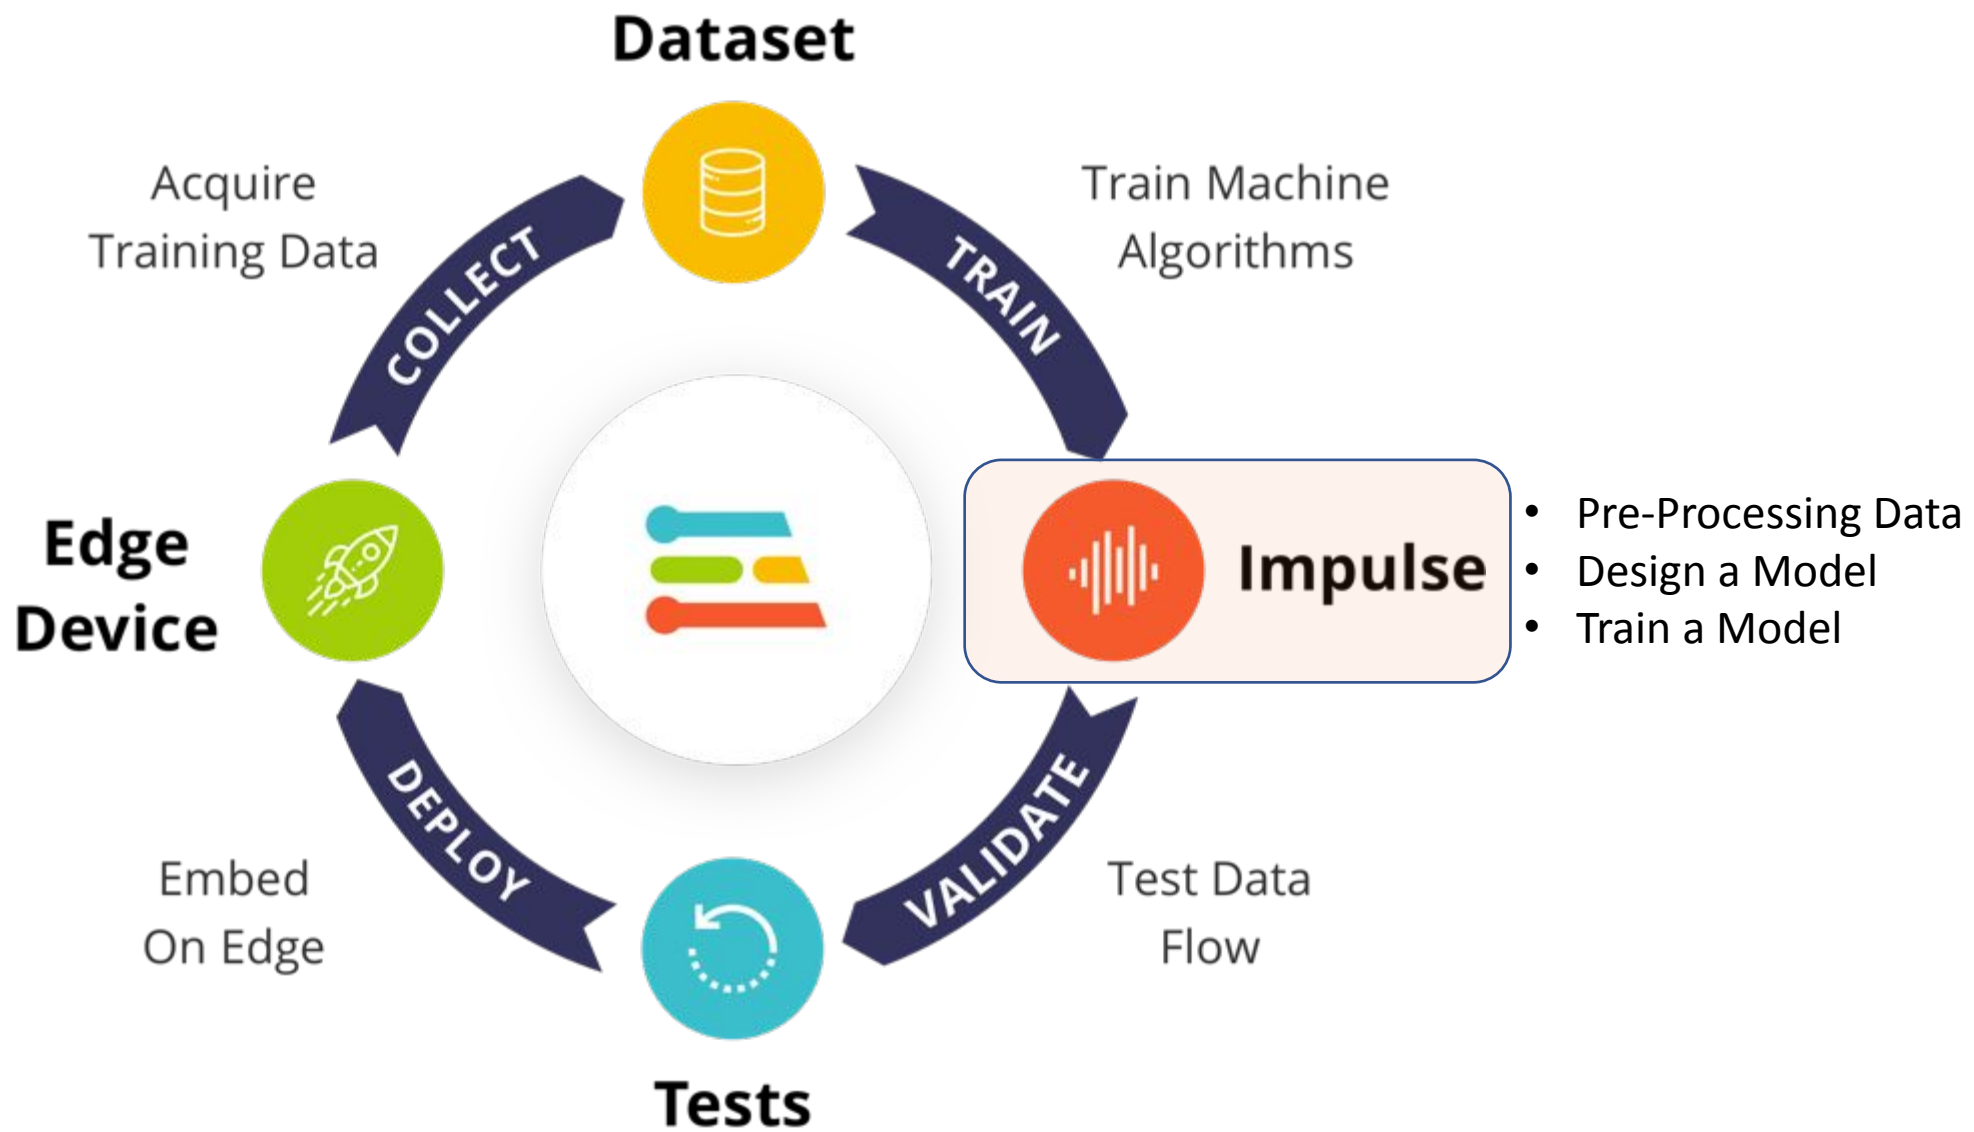 Dataset
Acquire
Training Data
COLLECT
TRAIN
Train Machine
Algorithms
Edge
Device
Impulse
• Pre-Processing Data
• Design a Model
• Train a Model
DEPLOY
VALIDATE
Embed
On Edge
Test Data
Flow
Tests